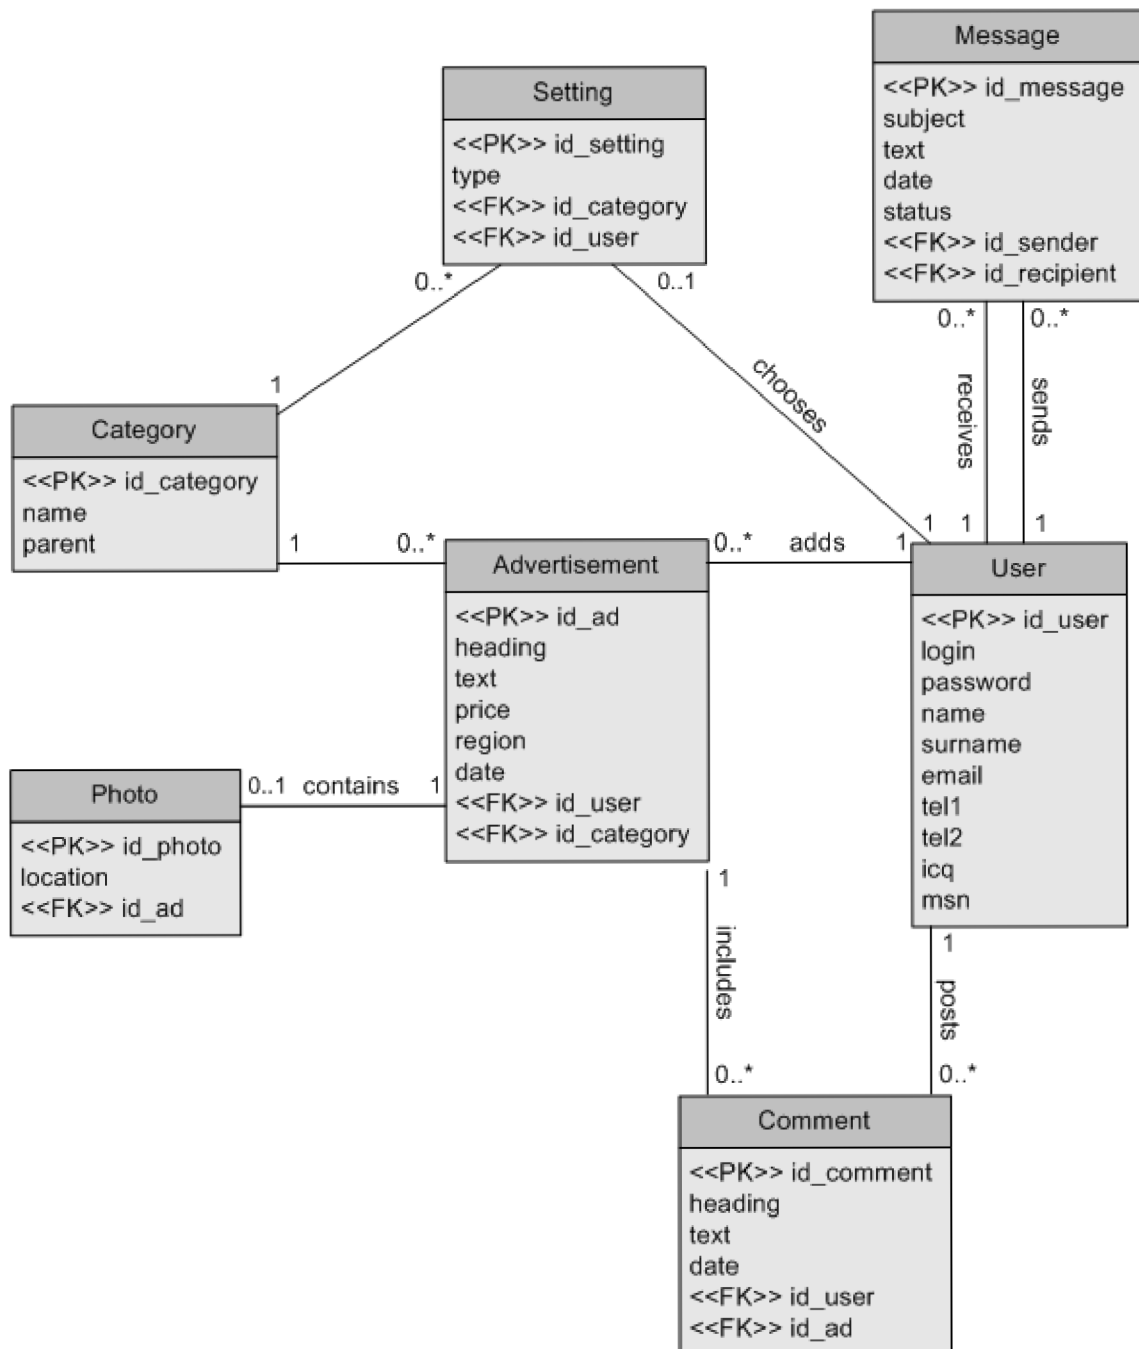 Message
<<PK>> id_message
subject
text
date
status
<<FK>> id_sender
<<FK>> id_recipient
Setting
<<PK>> id_setting
type
<<FK>> id_category
<<FK>> id_user
0..*
0..1
0..*
0..*
chooses
receives
sends
1
Category
<<PK>> id_category
name
parent
1
0..*
0..*
adds
1
1
1
1
Advertisement
<<PK>> id_ad
heading
text
price
region
date
<<FK>> id_user
<<FK>> id_category
User
<<PK>> id_user
login
password
name
surname
email
tel1
tel2
icq
msn
Photo
<<PK>> id_photo
location
<<FK>> id_ad
0..1
contains
1
1
includes
0..*
1
posts
0..*
Comment
<<PK>> id_comment
heading
text
date
<<FK>> id_user
<<FK>> id_ad